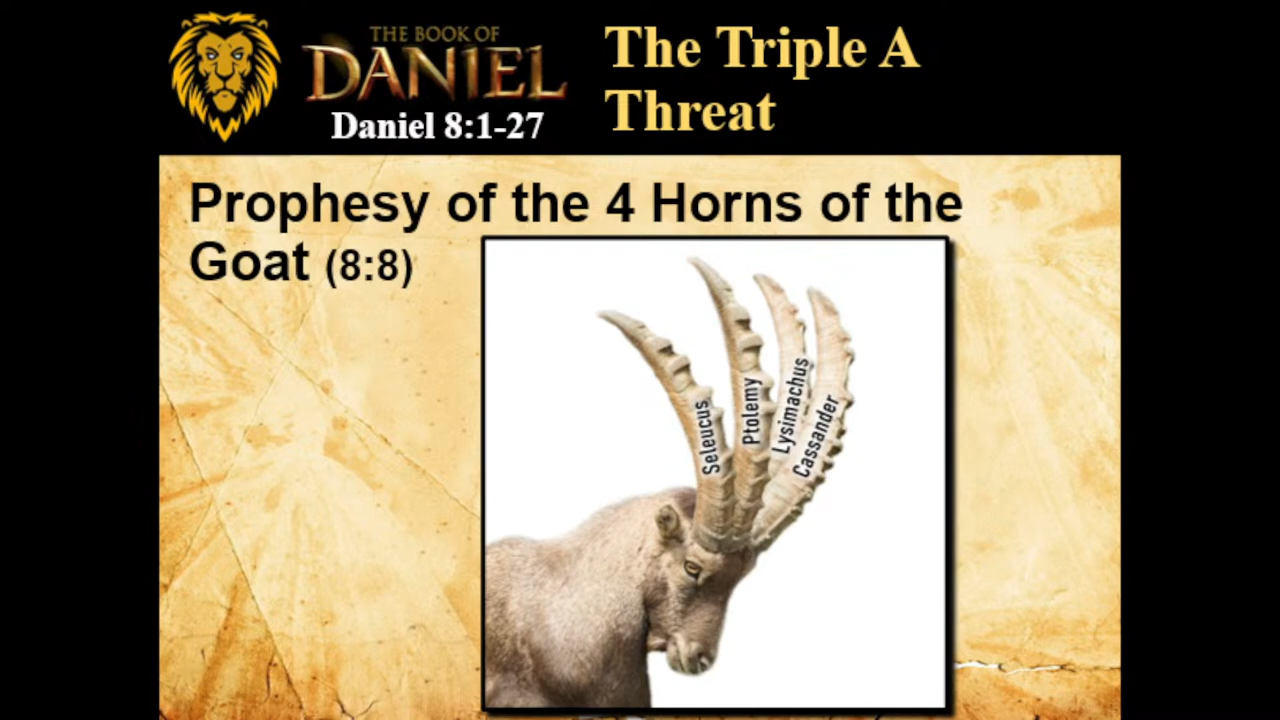 THE BOOK OF
DANIEL
Daniel 8:1-27
The Triple A
Threat
Prophesy of the 4 Horns of the
Goat (8:8)
Seleucus
Ptolemy
Lysimachus
Cassander